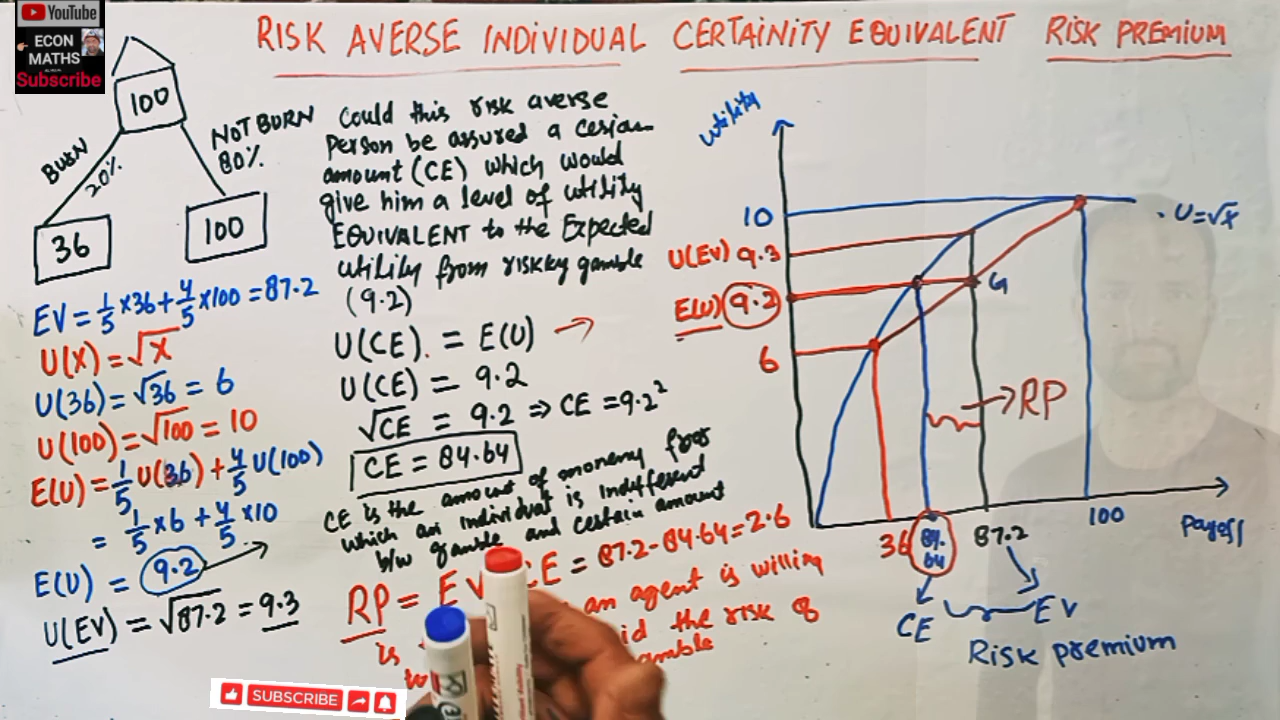 YouTube
ECON
MATHS
Subscribe
RISK AVERSE INDIVIDUAL CERTAINITY EQUIVALENT RISK PREMIUM
100
BURN
20%
NOT BURN
80%
36
100
EV = 1/5 × 36 + 4/5 × 100 = 87.2
U(X) = √X
U(36) = √36 = 6
U(100) = √100 = 10
E(U) = 1/5 U(36) + 4/5 U(100)
= 1/5 × 6 + 4/5 × 10
E(U) = 9.2
U(EV) = √87.2 = 9.3
Could this risk averse
Person be assured a
amount (CE) which would
give him a level of utility
EQUIVALENT to the Expected
utility from riskky gamble
(9.2)
U(CE). = E(U) →
U(CE) = 9.2
√CE = 9.2 ⇒ CE = 9.2²
CE = 84.64
CE is the amount of money for
which an individual is indifferent
b/w gamble and certain amount
RP = EV CE = 87.2 - 84.64 = 2.6
is an agent is willing
the risk of
utility
10
U(EV) 9.3
E(U) 9.2
6
U=√x
G
→ RP
36
84.64
87.2
100
payoff
CE
EV
Risk premium
SUBSCRIBE